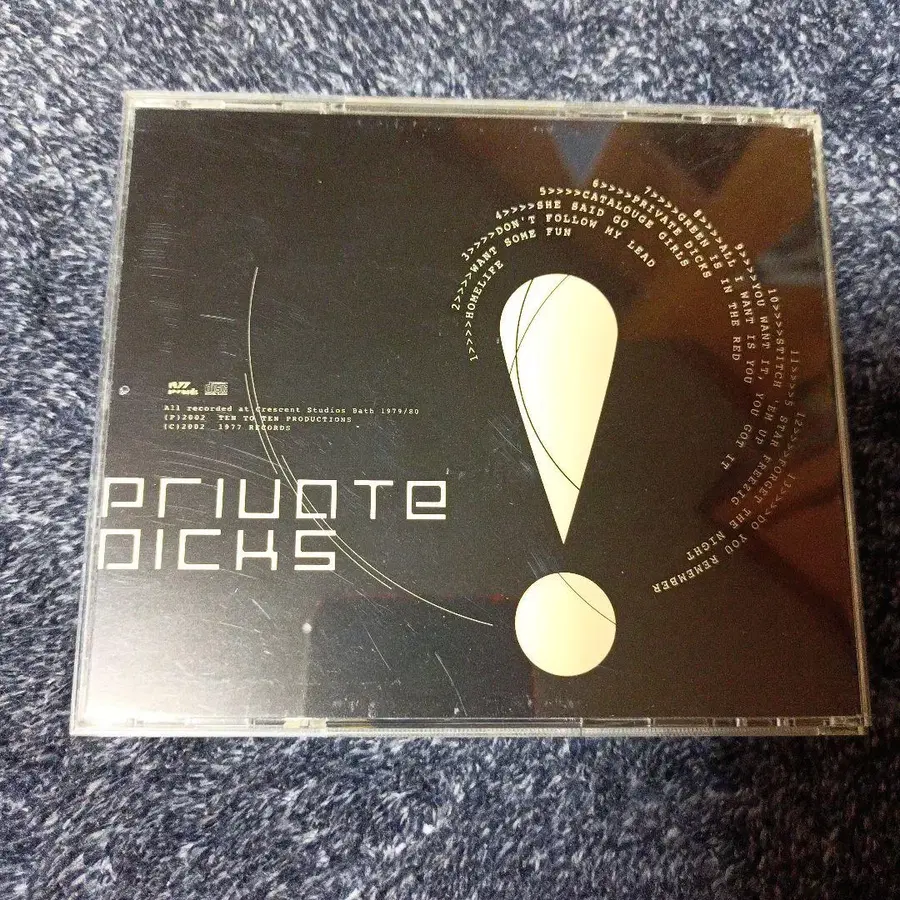 1>>>>HOMELIFE
2>>>>WANT SOME FUN
3>>>>DON'T FOLLOW MY LEAD
4>>>>SHE SAID GO
5>>>>CATALOUGE GIRLS
6>>>>PRIVATE DICKS
7>>>>GREEN IS IN THE RED
8>>>>ALL I WANT IS YOU
9>>>>YOU WANT IT, YOU GOT IT
10>>>>STITCH 'EM UP
11>>>>5 STAR FREEZIG
12>>>>FORGET THE NIGHT
13>>>>DO YOU REMEMBER
All recorded at Crescent Studios Bath 1979/80
(P)2002 TEN TO TEN PRODUCTIONS
(C)2002 1977 RECORDS
PRIVATE
DICKS